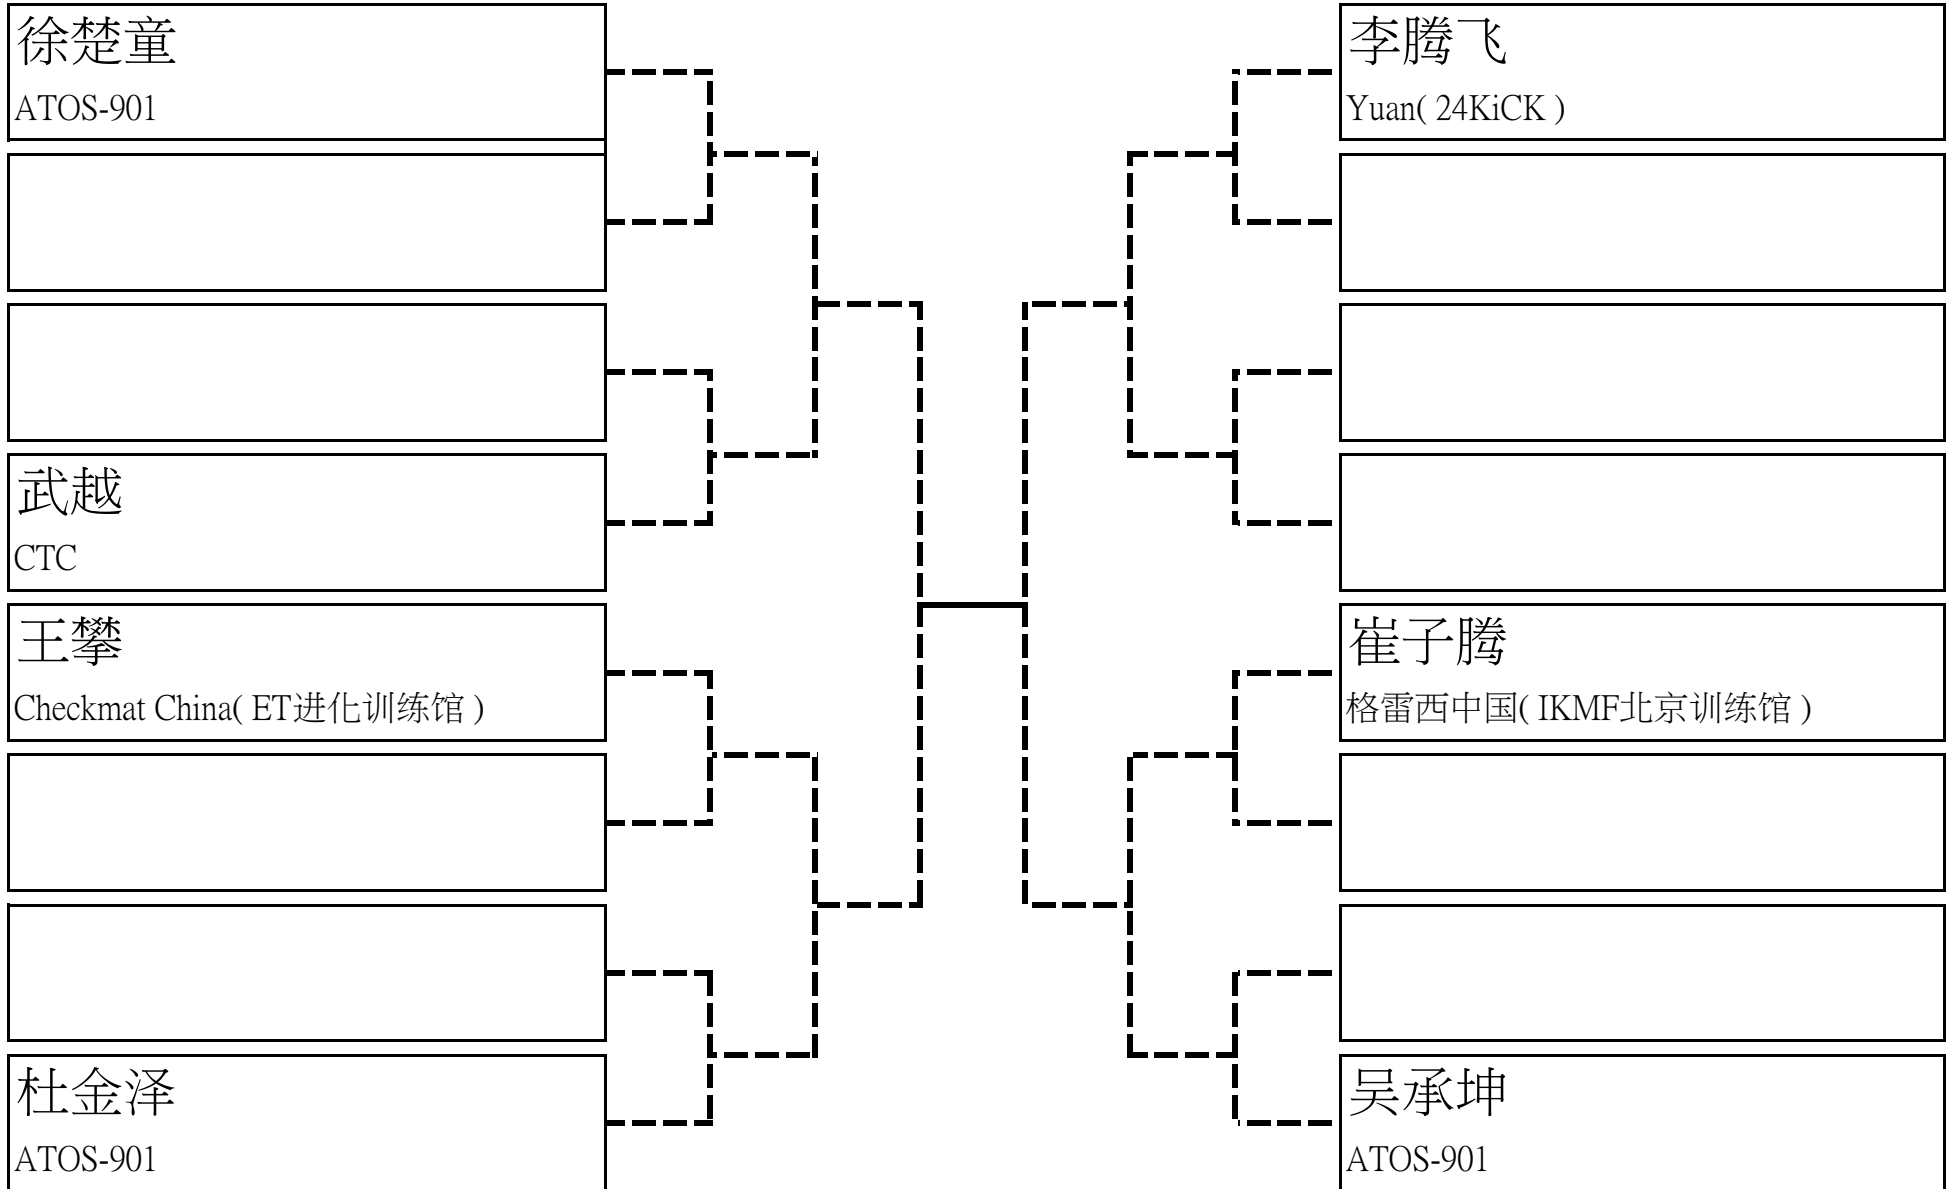 徐楚童
ATOS-901
武越
CTC
王攀
Checkmat China( ET进化训练馆 )
杜金泽
ATOS-901
李腾飞
Yuan( 24KiCK )
崔子腾
格雷西中国( IKMF北京训练馆 )
吴承坤
ATOS-901